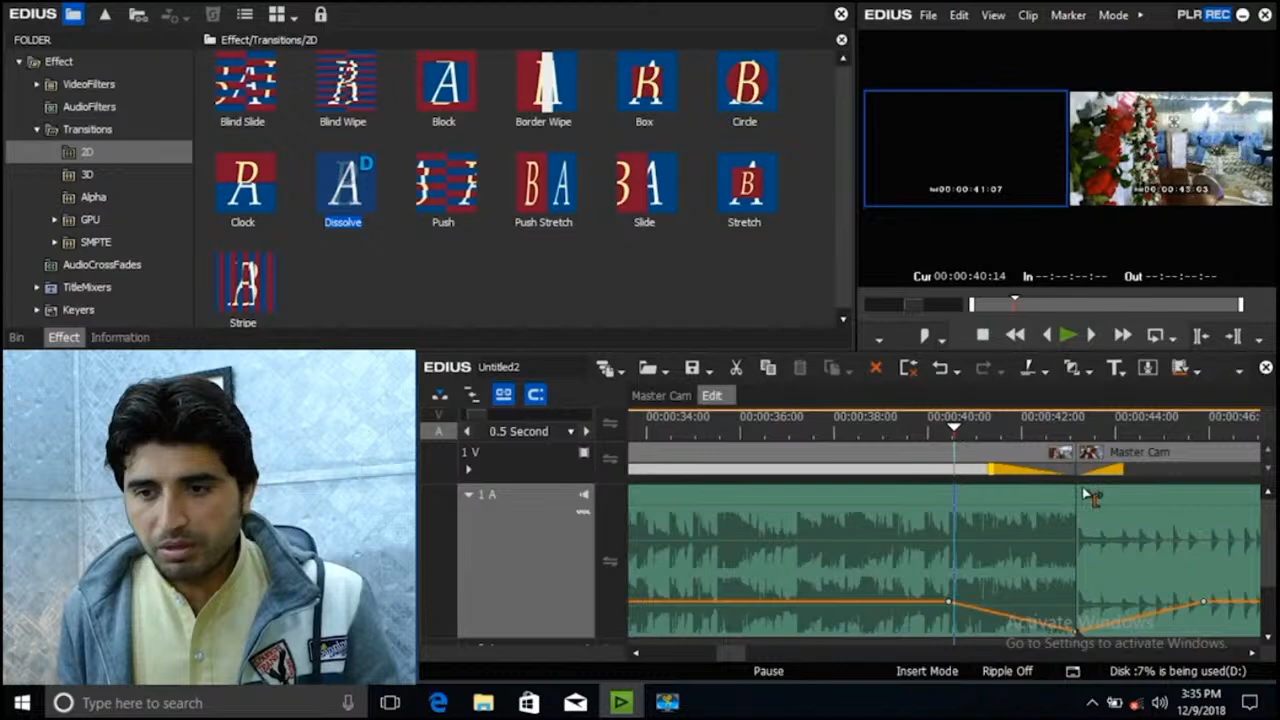 EDIUS
FOLDER
Effect
VideoFilters
AudioFilters
Transitions
2D
3D
Alpha
GPU
SMPTE
AudioCrossFades
TitleMixers
Keyers
Bin Effect Information
Effect/Transitions/2D
Blind Slide Blind Wipe Block Border Wipe Box Circle
Clock Dissolve Push Push Stretch Slide Stretch
Stripe
EDIUS File Edit View Clip Marker Mode PLR REC
00:00:41:07
00:00:43:03
Cur 00:00:40:14 In --:--:--:-- Out --:--:--:--
EDIUS Untitled2
Master Cam Edit
V
A
0.5 Second
00:00:34:00 00:00:36:00 00:00:38:00 00:00:40:00 00:00:42:00 00:00:44:00 00:00:46:
1 V
Master Cam
1 A
VOL
Activate Windows
Go to Settings to activate Windows.
Pause Insert Mode Ripple Off Disk :7% is being used(D:)
Type here to search
3:35 PM
12/9/2018